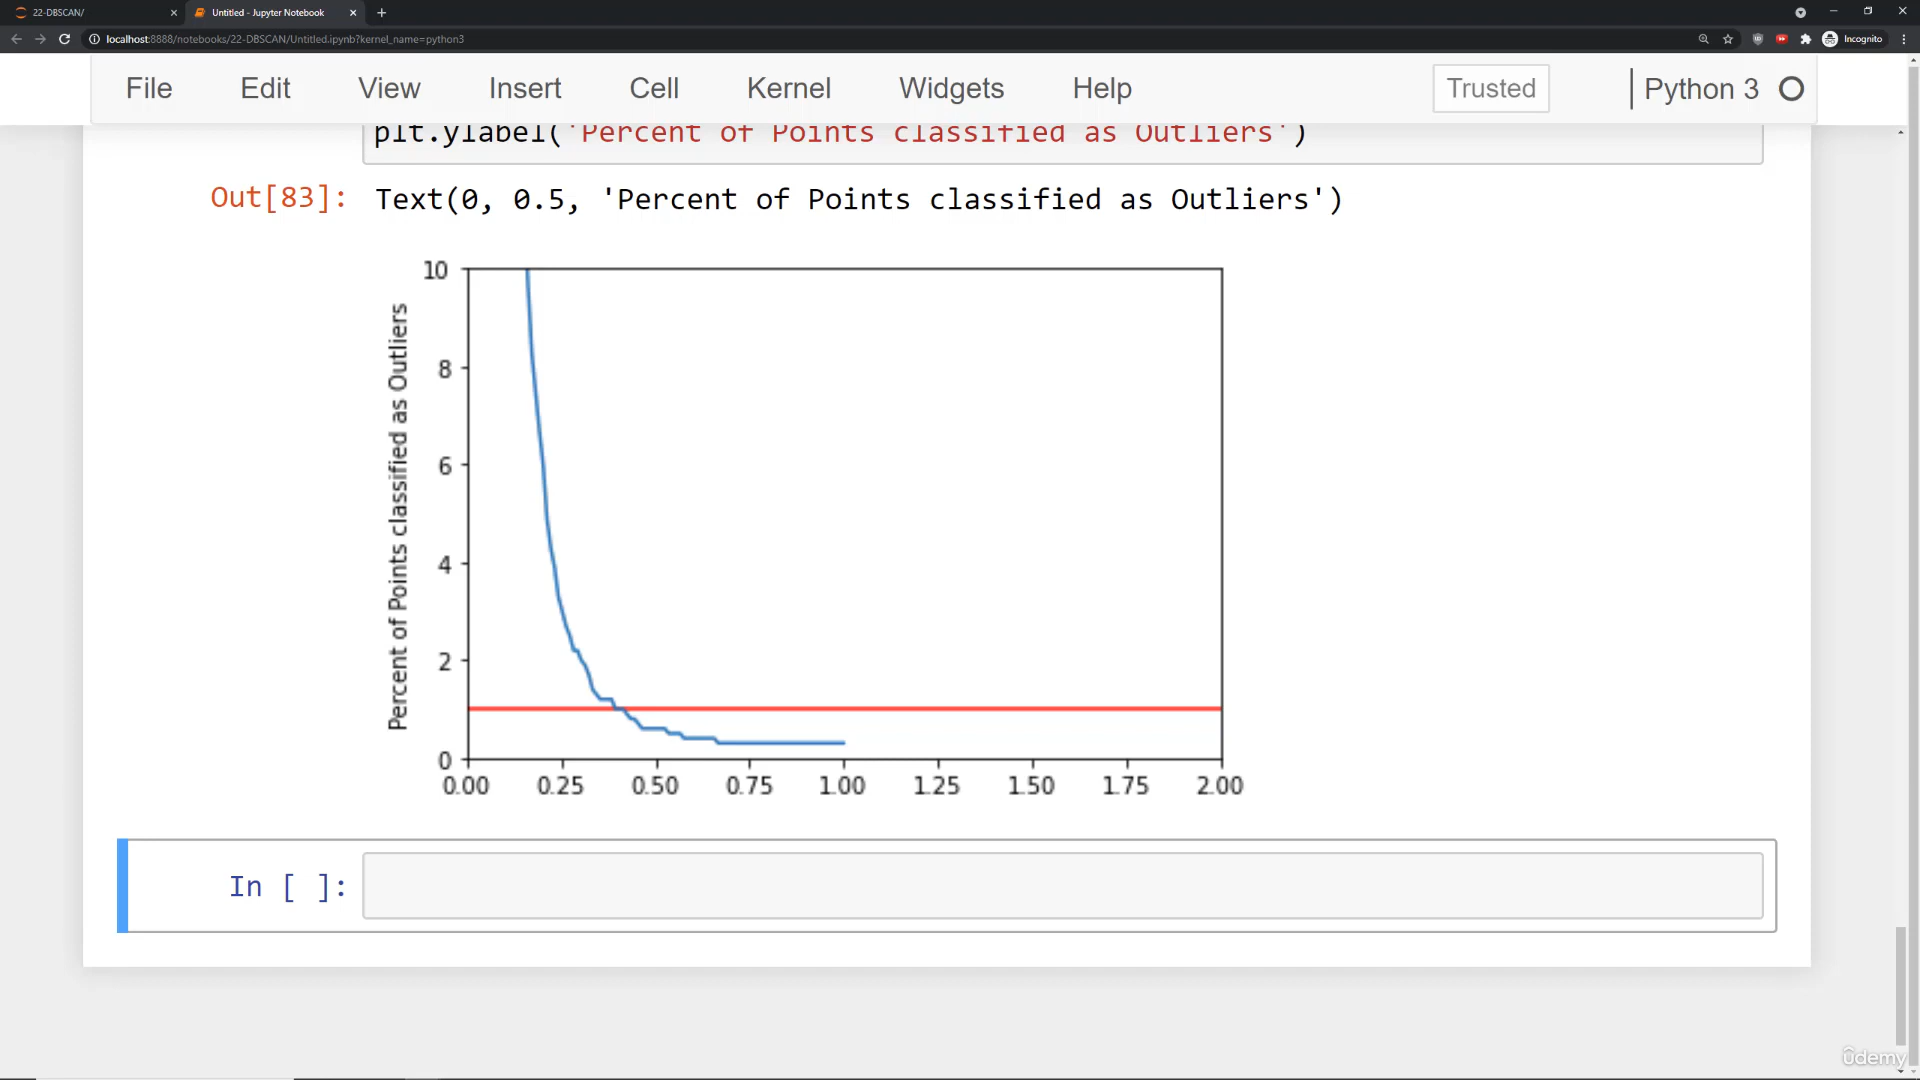 22-DBSCAN/
Untitled - Jupyter Notebook
localhost:8888/notebooks/22-DBSCAN/Untitled.ipynb?kernel_name=python3
Incognito
File Edit View Insert Cell Kernel Widgets Help Trusted Python 3
plt.ylabel('Percent of Points classified as Outliers')
Out[83]: Text(0, 0.5, 'Percent of Points classified as Outliers')
Percent of Points classified as Outliers
10
8
6
4
2
0
0.00 0.25 0.50 0.75 1.00 1.25 1.50 1.75 2.00
In [ ]:
ûdemy